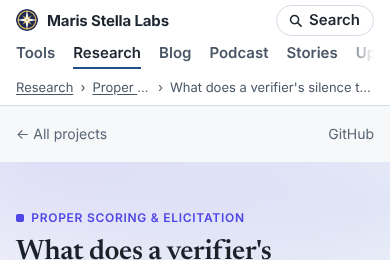 Maris Stella Labs
Search
Tools Research Blog Podcast Stories Up
Research › Proper ... › What does a verifier's silence t...
← All projects
GitHub
PROPER SCORING & ELICITATION
What does a verifier's